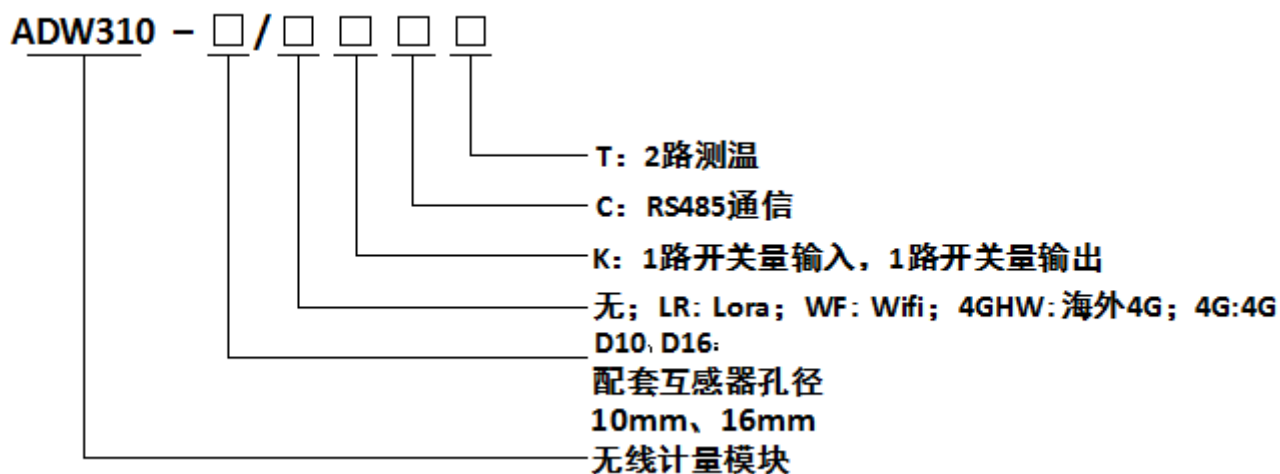 ADW310 – □/□ □ □ □
T：2路测温
C：RS485通信
K：1路开关量输入，1路开关量输出
无；LR：Lora；WF：Wifi；4GHW：海外4G；4G:4G
D10、D16：
配套互感器孔径
10mm、16mm
无线计量模块